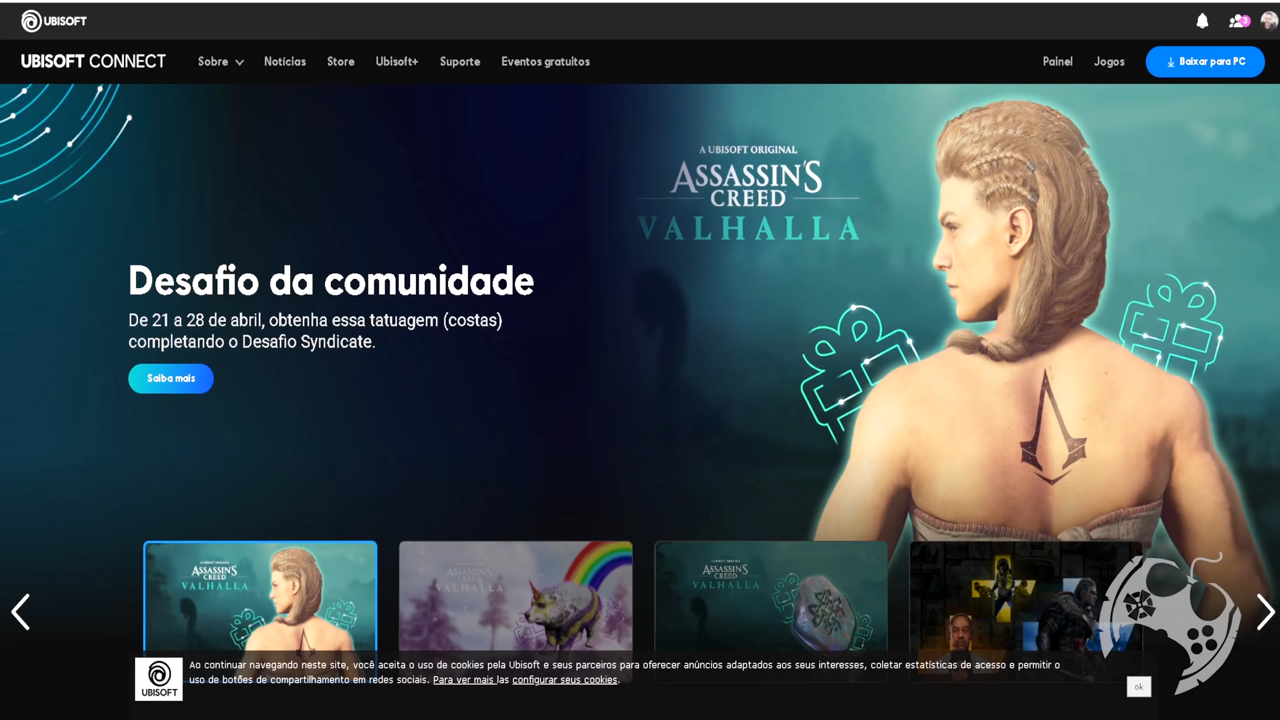 UBISOFT
3
UBISOFT CONNECT
Sobre
Notícias
Store
Ubisoft+
Suporte
Eventos gratuitos
Painel
Jogos
Baixar para PC
A UBISOFT ORIGINAL
ASSASSIN'S
CREED
VALHALLA
Desafio da comunidade
De 21 a 28 de abril, obtenha essa tatuagem (costas)
completando o Desafio Syndicate.
Saiba mais
ASSASSIN'S
CREED
VALHALLA
ASSASSIN'S
CREED
VALHALLA
ASSASSIN'S
CREED
VALHALLA
UBISOFT
Ao continuar navegando neste site, você aceita o uso de cookies pela Ubisoft e seus parceiros para oferecer anúncios adaptados aos seus interesses, coletar estatísticas de acesso e permitir o
uso de botões de compartilhamento em redes sociais. Para ver mais las configurar seus cookies.
ok